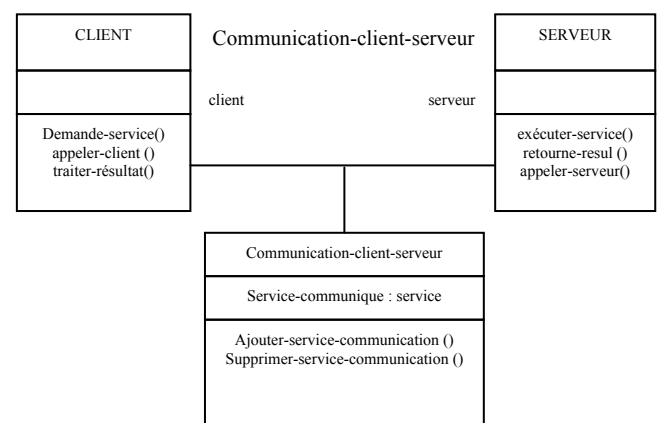 CLIENT
Communication-client-serveur
SERVEUR
client
serveur
Demande-service()
appeler-client ()
traiter-résultat()
exécuter-service()
retourne-resul ()
appeler-serveur()
Communication-client-serveur
Service-communique : service
Ajouter-service-communication ()
Supprimer-service-communication ()